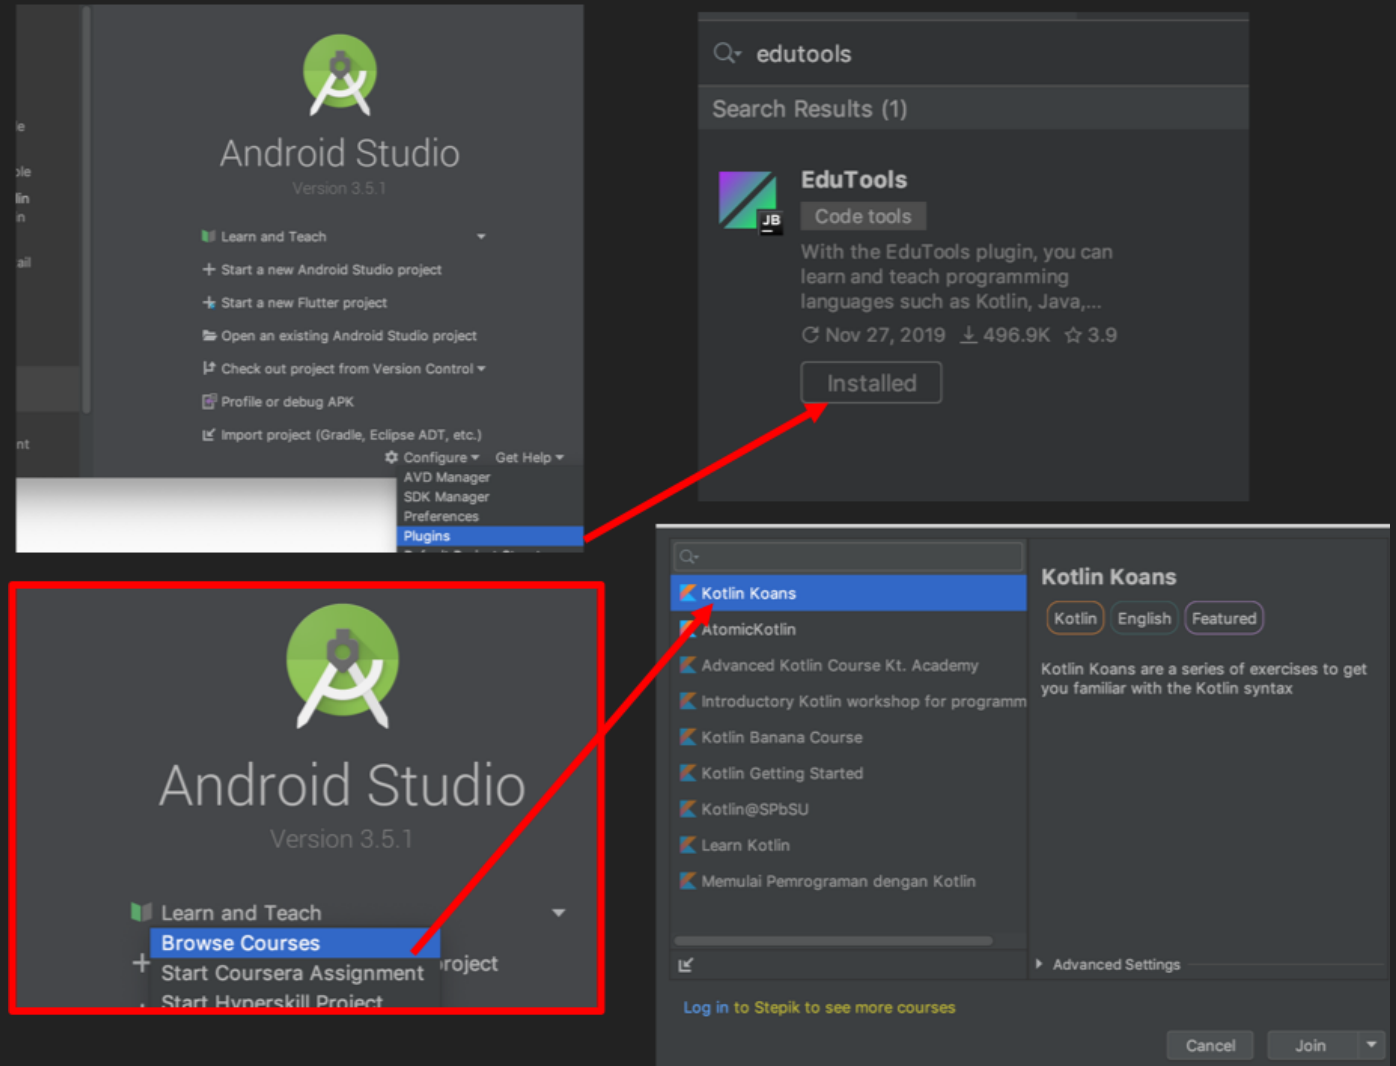 e
ole
lin
in
ail
nt
Android Studio
Version 3.5.1
Learn and Teach
Start a new Android Studio project
Start a new Flutter project
Open an existing Android Studio project
Check out project from Version Control
Profile or debug APK
Import project (Gradle, Eclipse ADT, etc.)
Configure Get Help
AVD Manager
SDK Manager
Preferences
Plugins
edutools
Search Results (1)
EduTools
JB
Code tools
With the EduTools plugin, you can
learn and teach programming
languages such as Kotlin, Java,...
Nov 27, 2019 496.9K 3.9
Installed
Android Studio
Version 3.5.1
Learn and Teach
Browse Courses
Start Coursera Assignment roject
Start Hyperskill Project
Kotlin Koans
AtomicKotlin
Advanced Kotlin Course Kt. Academy
Introductory Kotlin workshop for programm
Kotlin Banana Course
Kotlin Getting Started
Kotlin@SPbSU
Learn Kotlin
Memulai Pemrograman dengan Kotlin
Kotlin Koans
Kotlin English Featured
Kotlin Koans are a series of exercises to get
you familiar with the Kotlin syntax
Advanced Settings
Log in to Stepik to see more courses
Cancel Join